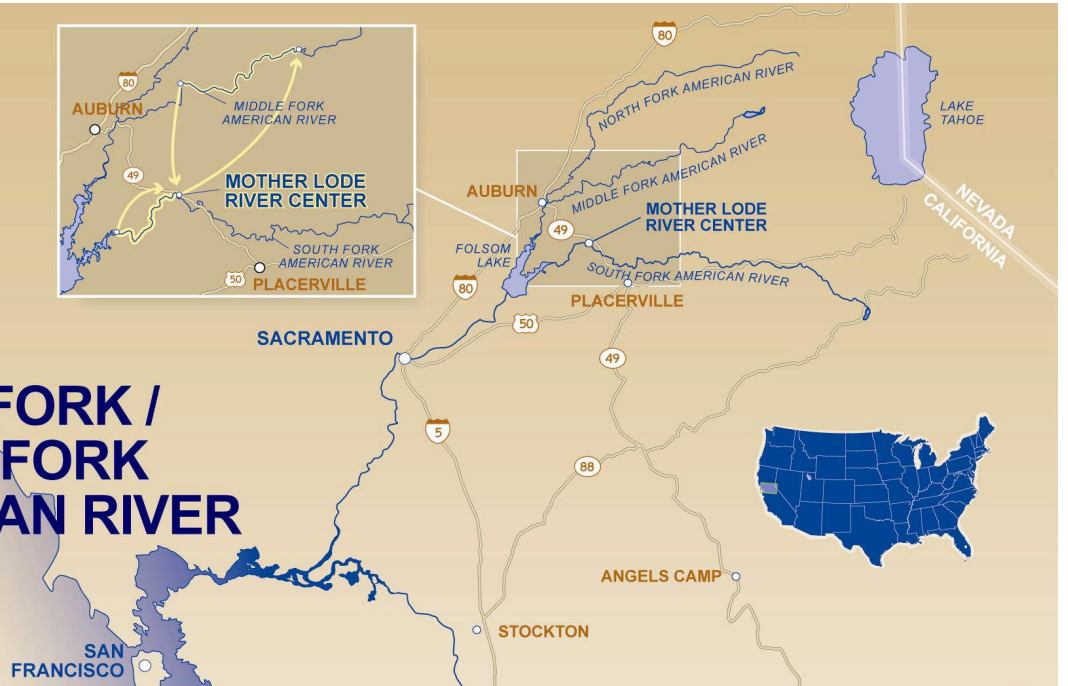 80
AUBURN
MIDDLE FORK
AMERICAN RIVER
49
MOTHER LODE
RIVER CENTER
SOUTH FORK
AMERICAN RIVER
50
PLACERVILLE
80
NORTH FORK AMERICAN RIVER
LAKE
TAHOE
MIDDLE FORK AMERICAN RIVER
AUBURN
49
MOTHER LODE
RIVER CENTER
NEVADA
CALIFORNIA
FOLSOM
LAKE
SOUTH FORK AMERICAN RIVER
80
PLACERVILLE
50
SACRAMENTO
49
FORK /
FORK
AN RIVER
5
88
ANGELS CAMP
STOCKTON
SAN
FRANCISCO